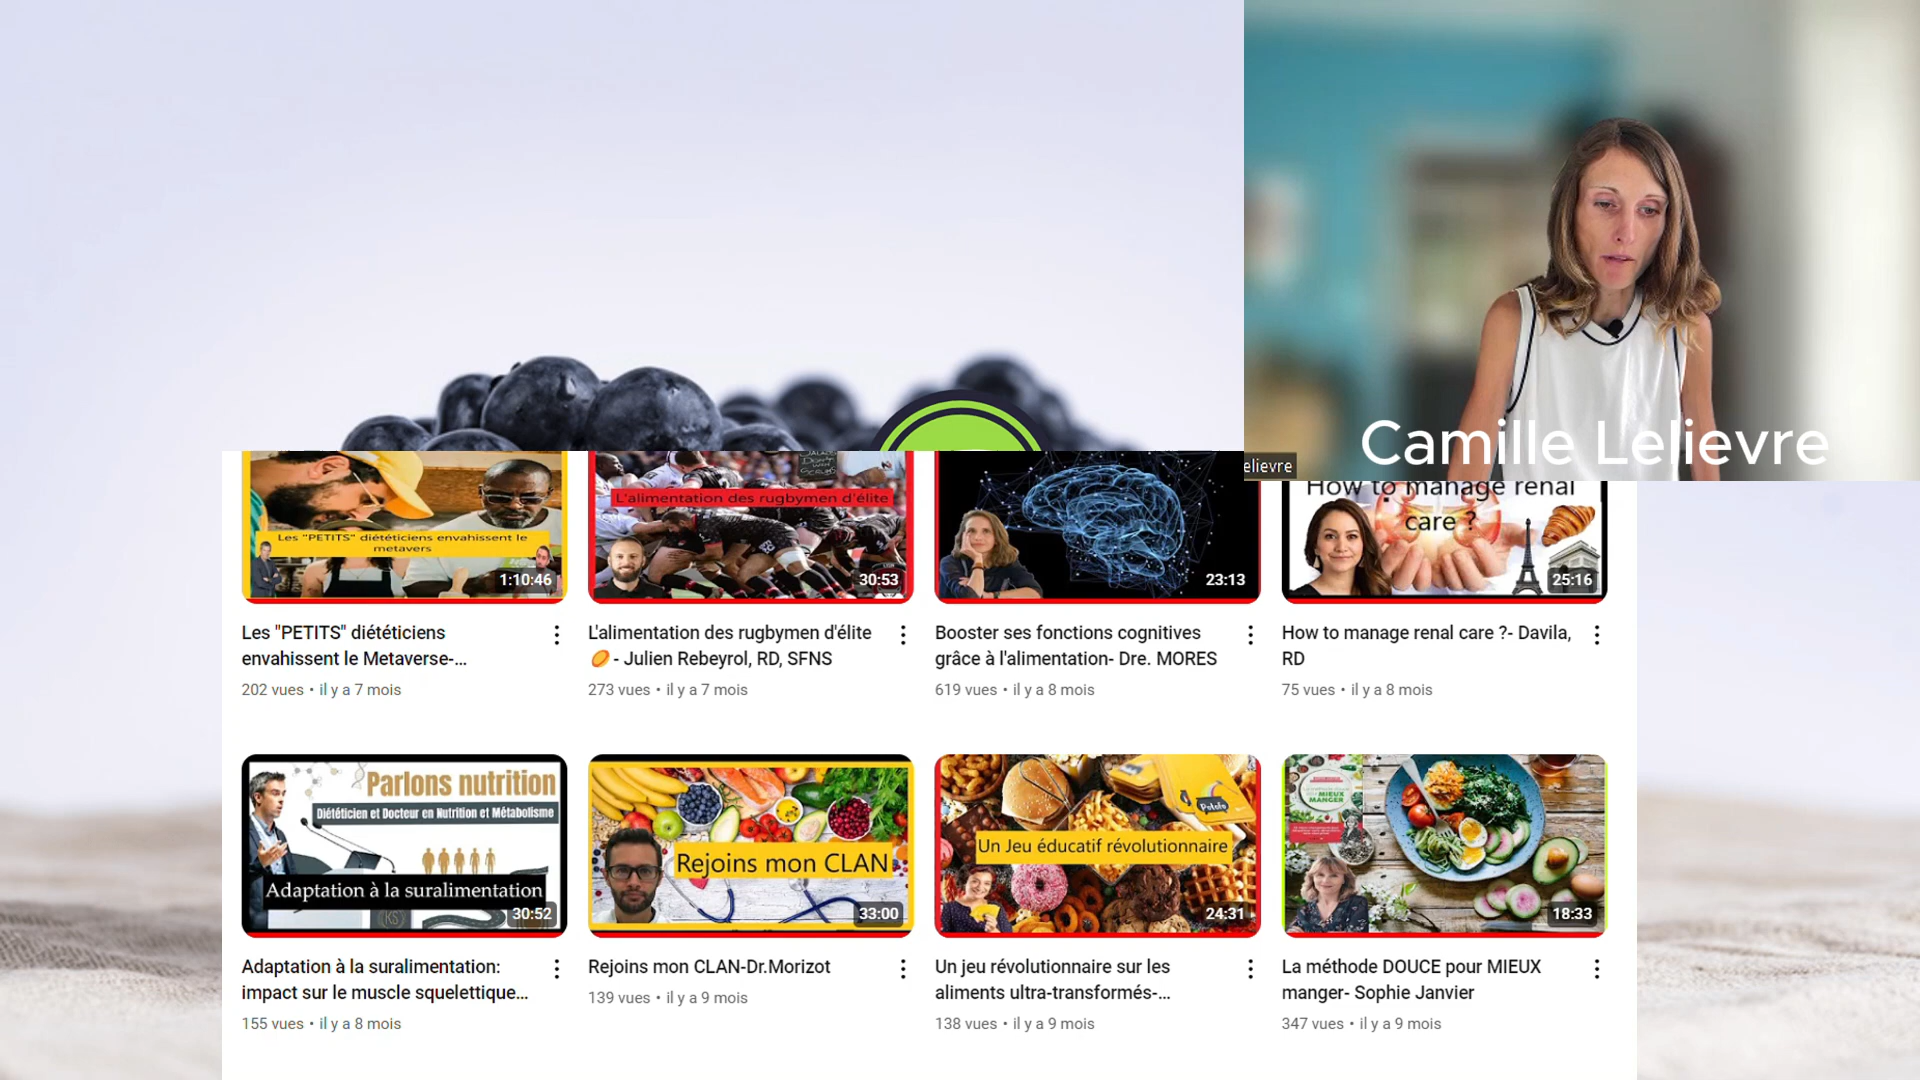 Camille Lelievre
elievre
Les "PETITS" diététiciens envahissent le
metavers
1:10:46
L'alimentation des rugbymen d'élite
30:53
23:13
How to manage renal
care ?
25:16
Les "PETITS" diététiciens
envahissent le Metaverse-...
202 vues • il y a 7 mois
L'alimentation des rugbymen d'élite
🏉 - Julien Rebeyrol, RD, SFNS
273 vues • il y a 7 mois
Booster ses fonctions cognitives
grâce à l'alimentation- Dre. MORES
619 vues • il y a 8 mois
How to manage renal care ?- Davila,
RD
75 vues • il y a 8 mois
Parlons nutrition
Diététicien et Docteur en Nutrition et Métabolisme
Adaptation à la suralimentation
KS
30:52
Rejoins mon CLAN
33:00
Potato
Un Jeu éducatif révolutionnaire
24:31
MIEUX
MANGER
18:33
Adaptation à la suralimentation:
impact sur le muscle squelettique...
155 vues • il y a 8 mois
Rejoins mon CLAN-Dr.Morizot
139 vues • il y a 9 mois
Un jeu révolutionnaire sur les
aliments ultra-transformés-...
138 vues • il y a 9 mois
La méthode DOUCE pour MIEUX
manger- Sophie Janvier
347 vues • il y a 9 mois